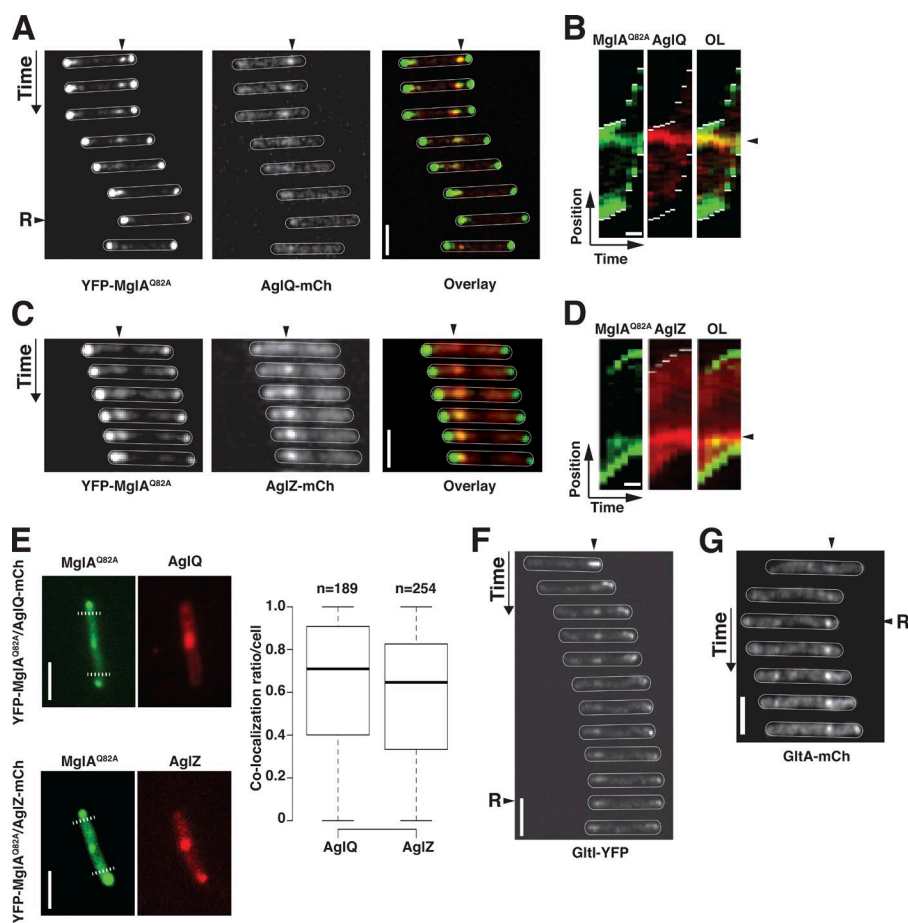 A
Time
R
YFP-MglA^Q82A
AglQ-mCh
Overlay
B
MglA^Q82A AglQ OL
Position
Time
C
Time
YFP-MglA^Q82A
AglZ-mCh
Overlay
D
MglA^Q82A AglZ OL
Position
Time
E
MglA^Q82A
AglQ
YFP-MglA^Q82A/AglQ-mCh
MglA^Q82A
AglZ
YFP-MglA^Q82A/AglZ-mCh
n=189
n=254
Co-localization ratio/cell
1.0
0.8
0.6
0.4
0.2
0
AglQ
AglZ
F
Time
R
GltI-YFP
G
Time
R
GltA-mCh